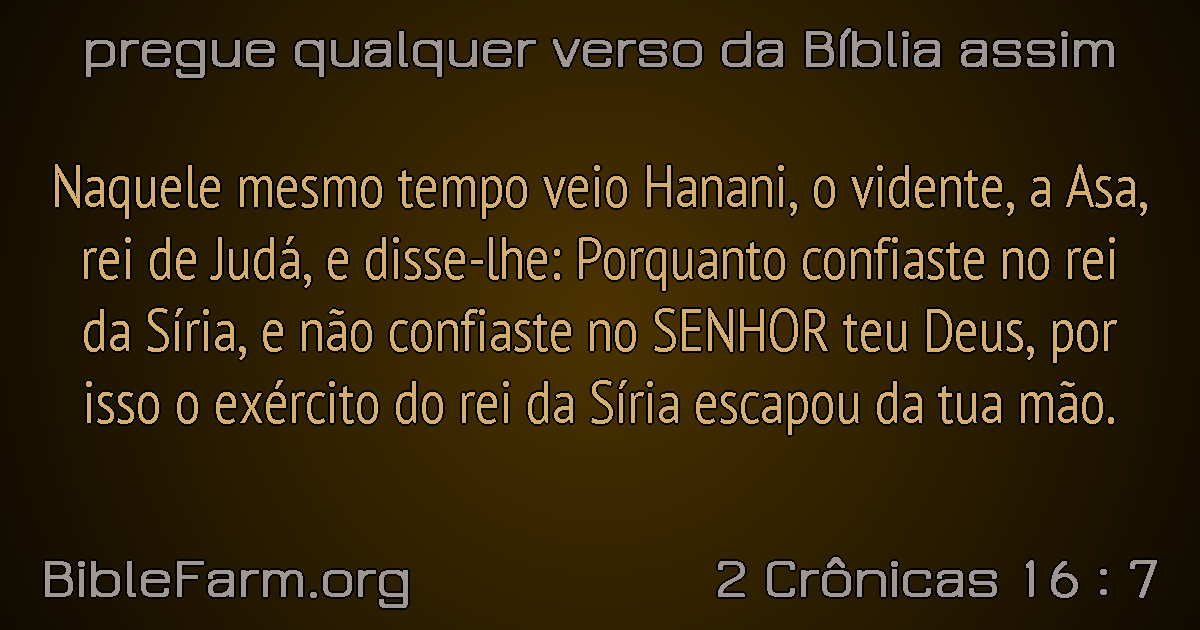 pregue qualquer verso da Bíblia assim
Naquele mesmo tempo veio Hanani, o vidente, a Asa,
rei de Judá, e disse-lhe: Porquanto confiaste no rei
da Síria, e não confiaste no SENHOR teu Deus, por
isso o exército do rei da Síria escapou da tua mão.
BibleFarm.org
2 Crônicas 16 : 7